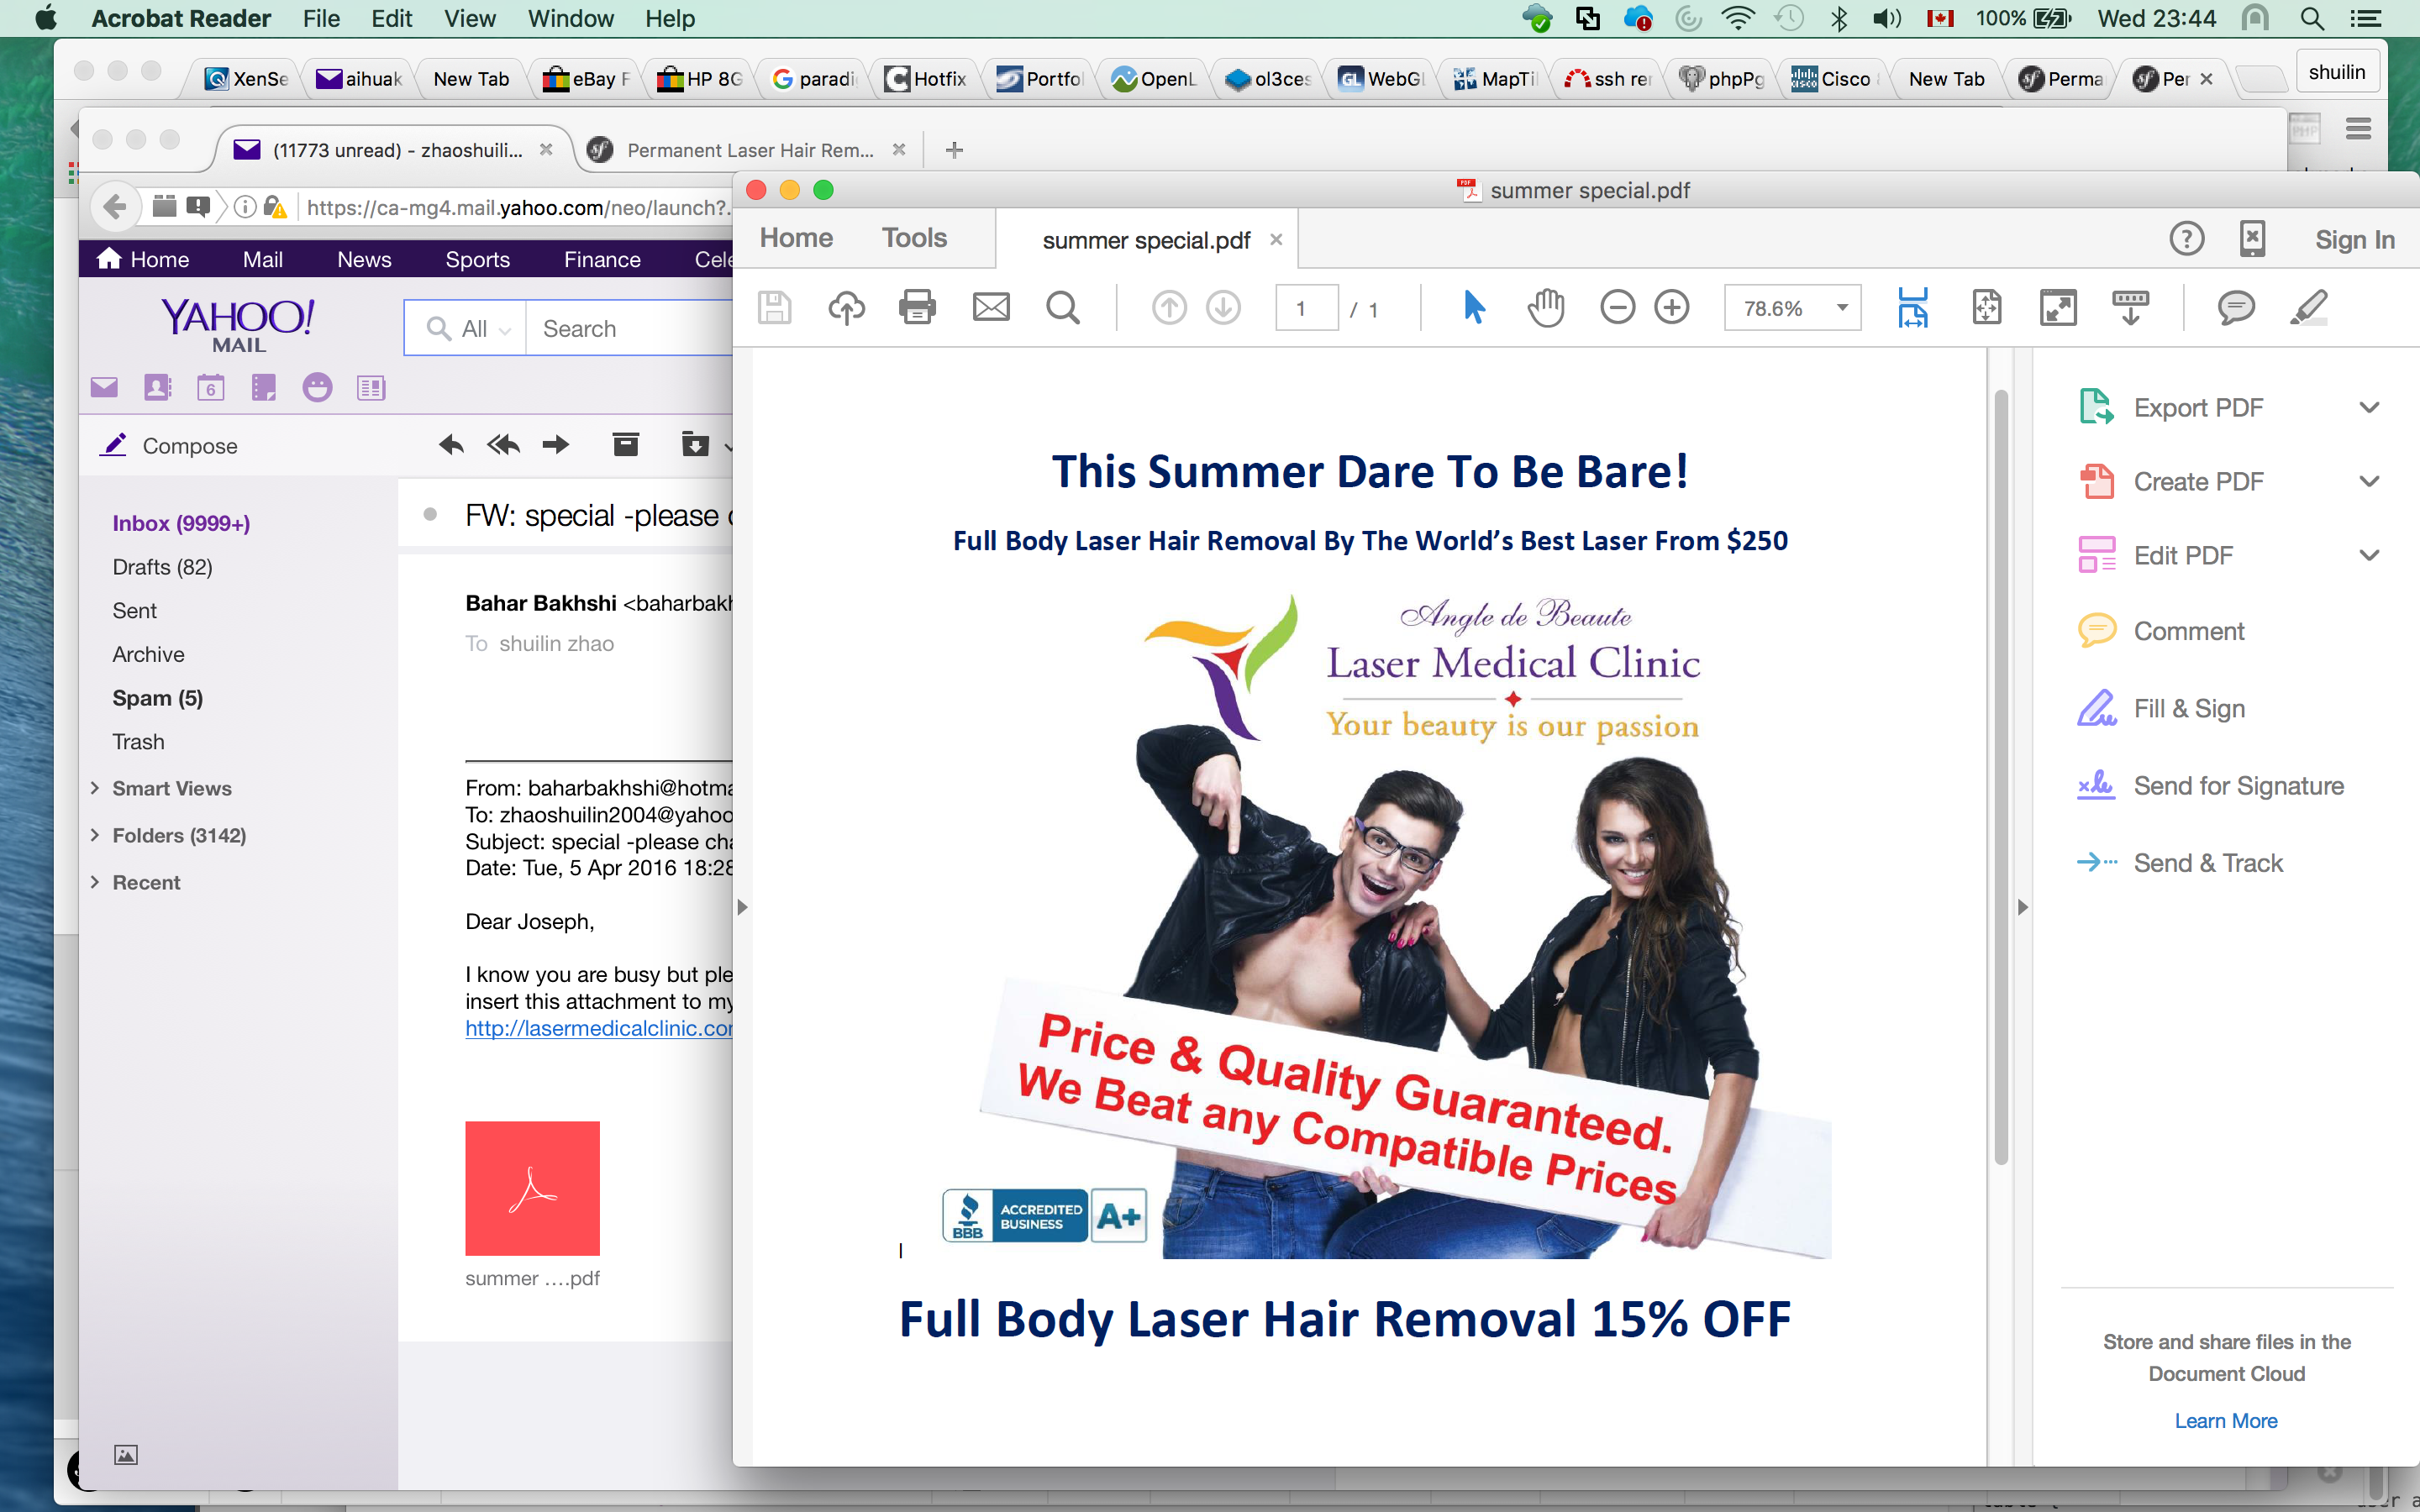 Acrobat Reader File Edit View Window Help 100% Wed 23:44
XenSe aihuak New Tab eBay F HP 8G paradi Hotfix Portfo OpenL ol3ces WebGL MapTil ssh rer phpPg Cisco New Tab Perma Per shuilin
(11773 unread) - zhaoshuili... Permanent Laser Hair Rem...
https://ca-mg4.mail.yahoo.com/neo/launch?.
Home Mail News Sports Finance Cele
YAHOO!
MAIL
All Search
6
Compose
Inbox (9999+)
Drafts (82)
Sent
Archive
Spam (5)
Trash
Smart Views
Folders (3142)
Recent
FW: special -please c
Bahar Bakhshi <baharbakh
To shuilin zhao
From: baharbakhshi@hotma
To: zhaoshuilin2004@yahoo
Subject: special -please cha
Date: Tue, 5 Apr 2016 18:28
Dear Joseph,
I know you are busy but ple
insert this attachment to my
http://lasermedicalclinic.cor
summer ....pdf
summer special.pdf
Home Tools summer special.pdf Sign In
1 / 1 78.6%
This Summer Dare To Be Bare!
Full Body Laser Hair Removal By The World's Best Laser From $250
Angle de Beaute
Laser Medical Clinic
Your beauty is our passion
Price & Quality Guaranteed.
We Beat any Compatible Prices
BBB ACCREDITED BUSINESS A+
Full Body Laser Hair Removal 15% OFF
Export PDF
Create PDF
Edit PDF
Comment
Fill & Sign
Send for Signature
Send & Track
Store and share files in the
Document Cloud
Learn More